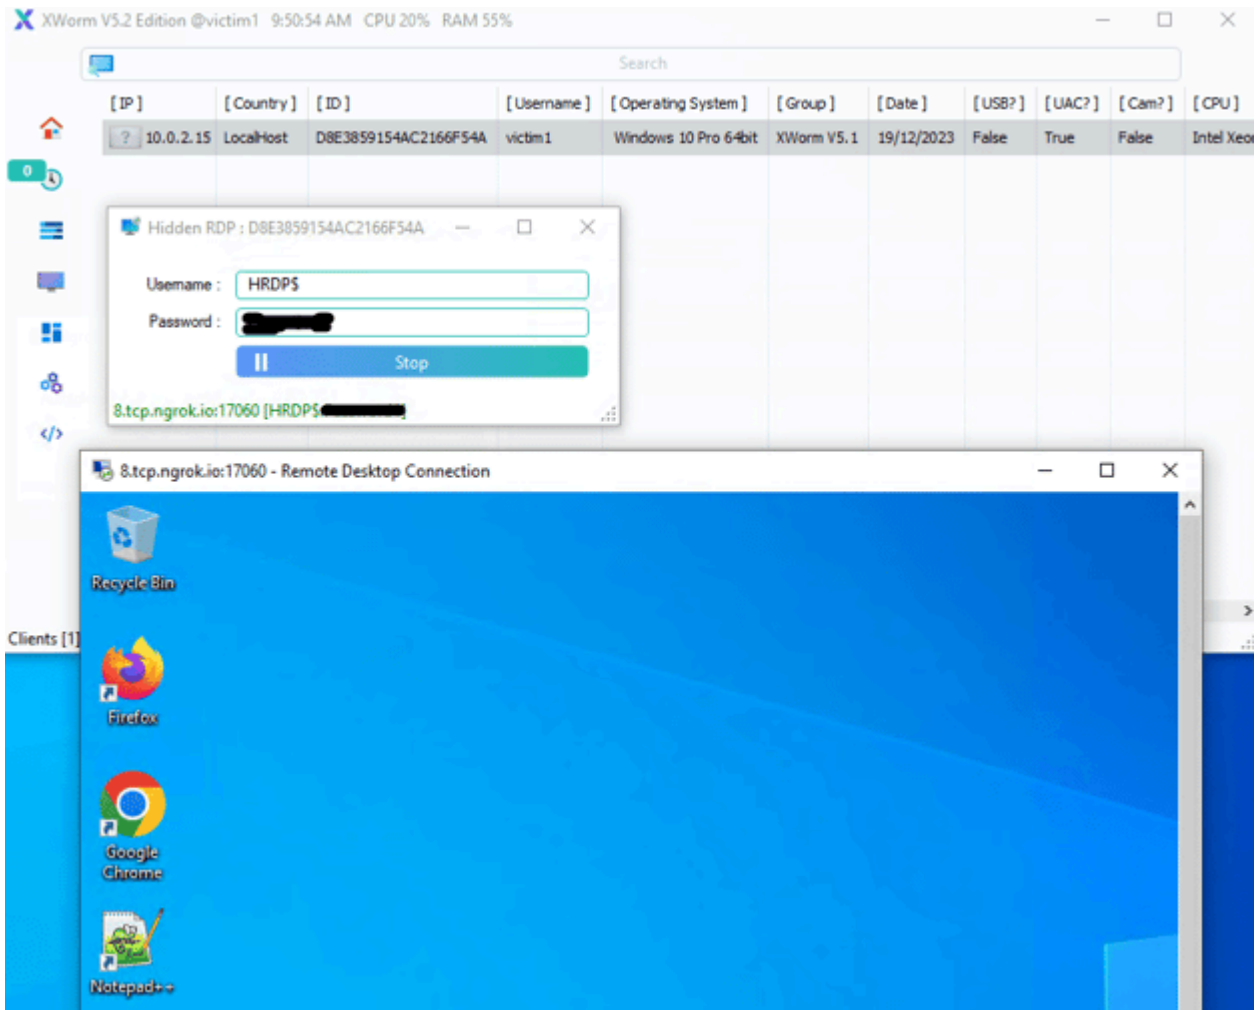 XWorm V5.2 Edition @victim1 9:50:54 AM CPU 20% RAM 55%
Search
[ IP ] [ Country ] [ ID ] [ Username ] [ Operating System ] [ Group ] [ Date ] [ USB? ] [ UAC? ] [ Cam? ] [ CPU ]
? 10.0.2.15 LocalHost D8E3859154AC2166F54A victim1 Windows 10 Pro 64bit XWorm V5.1 19/12/2023 False True False Intel Xeo
0
Hidden RDP : D8E3859154AC2166F54A
Username : HRDP$
Password :
Stop
8.tcp.ngrok.io:17060 [HRDP$
8.tcp.ngrok.io:17060 - Remote Desktop Connection
Recycle Bin
Clients [1]
Firefox
Google
Chrome
Notepad++